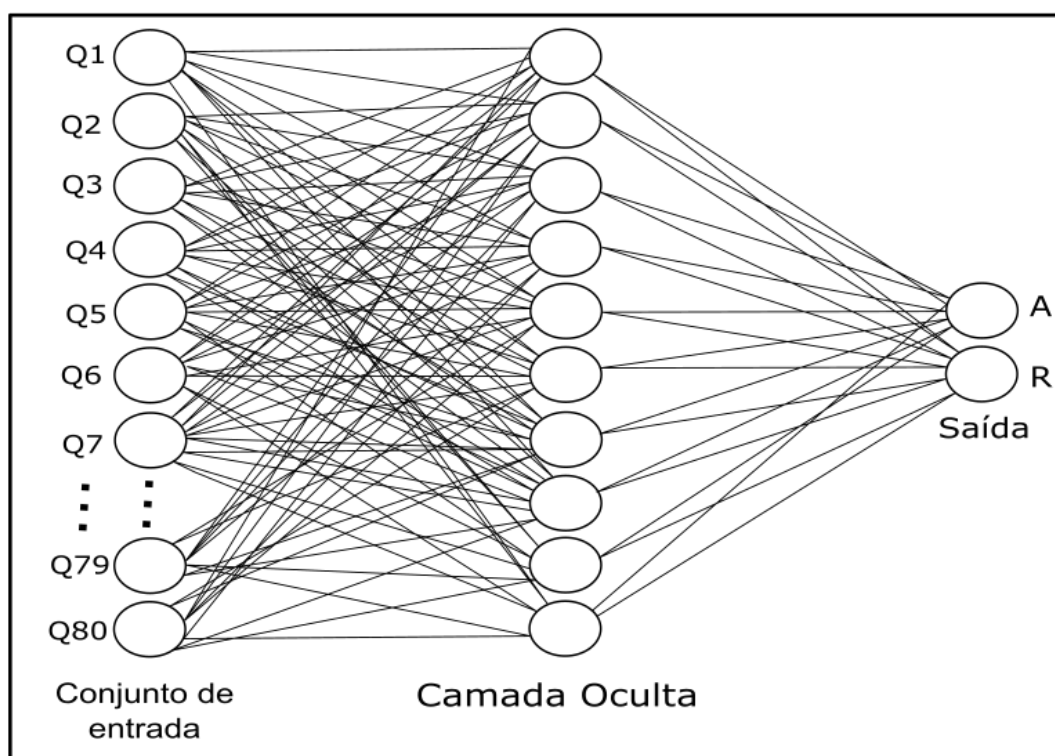 Q1
Q2
Q3
Q4
Q5
Q6
Q7
Q79
Q80
Conjunto de
entrada
Camada Oculta
A
R
Saída